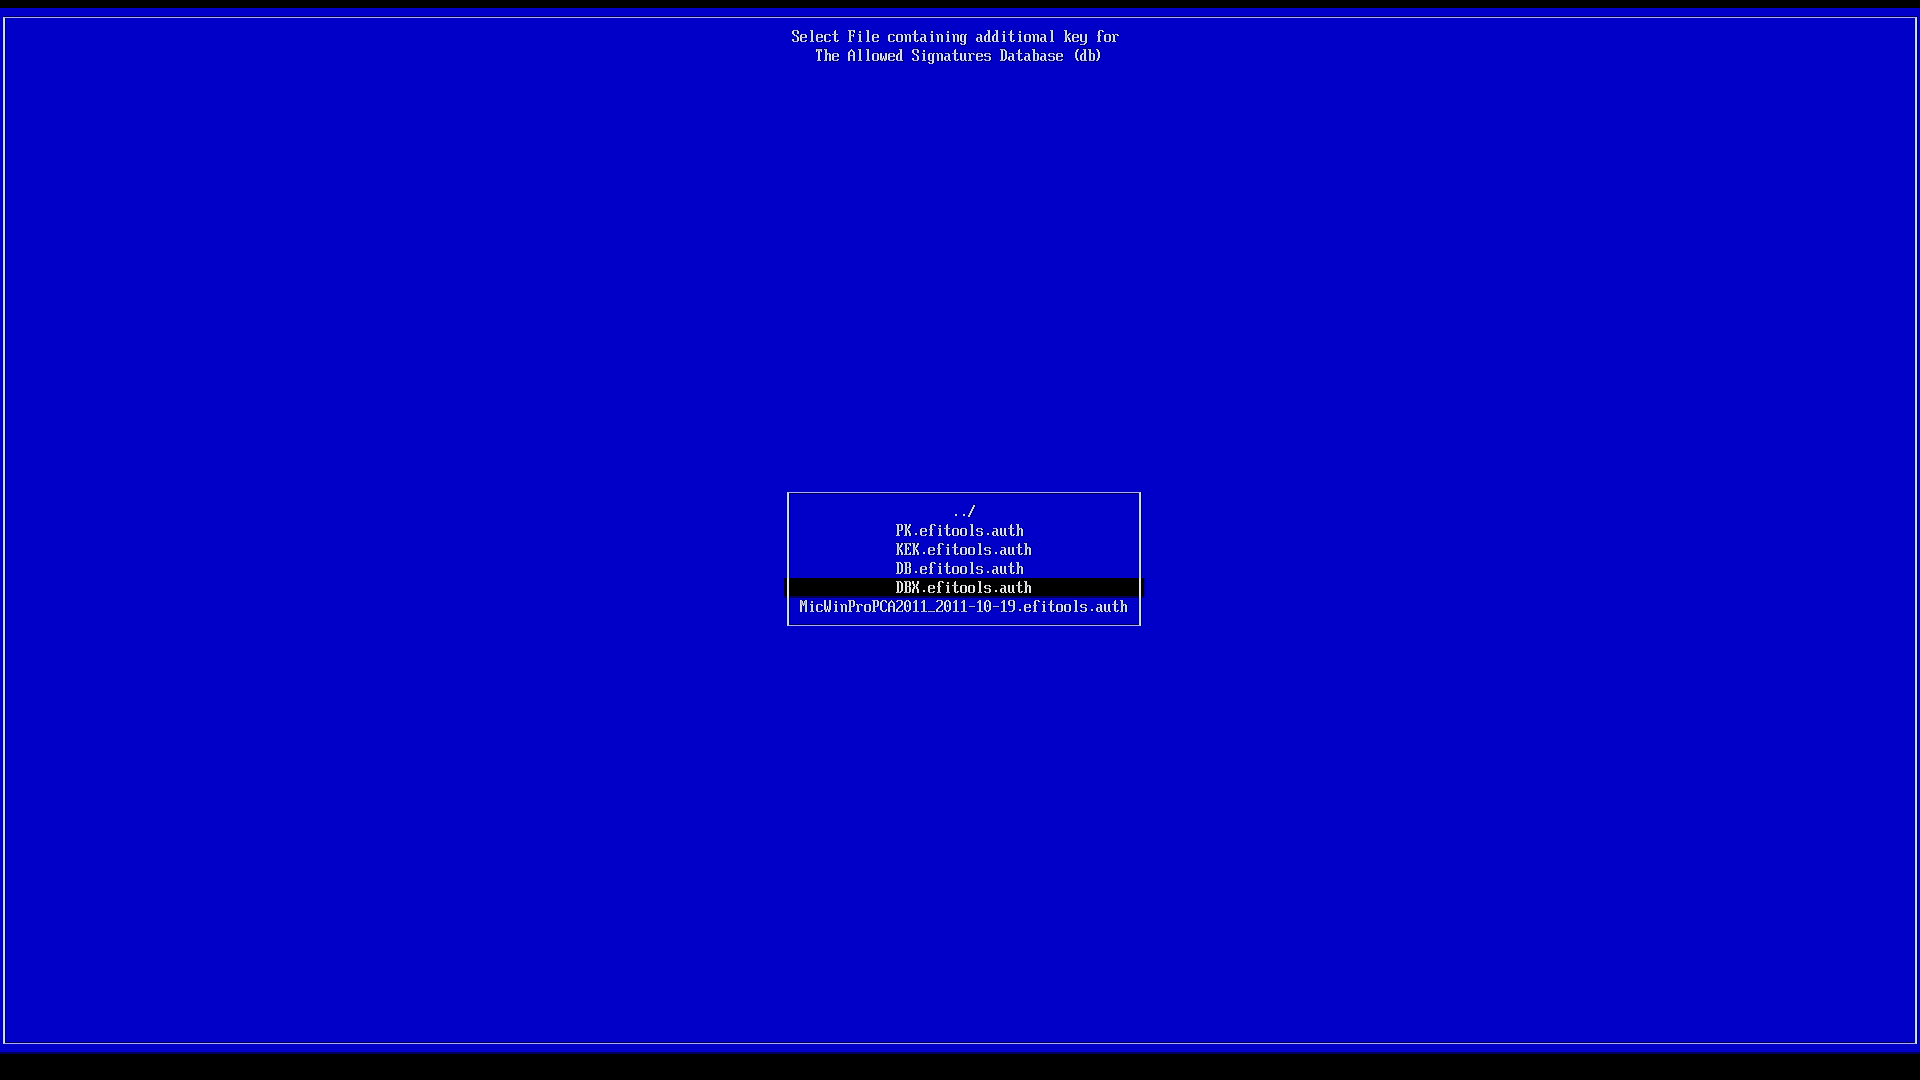 Select File containing additional key for
The Allowed Signatures Database (db)
../
PK.efitools.auth
KEK.efitools.auth
DB.efitools.auth
DBX.efitools.auth
MicWinProPCA2011_2011-10-19.efitools.auth